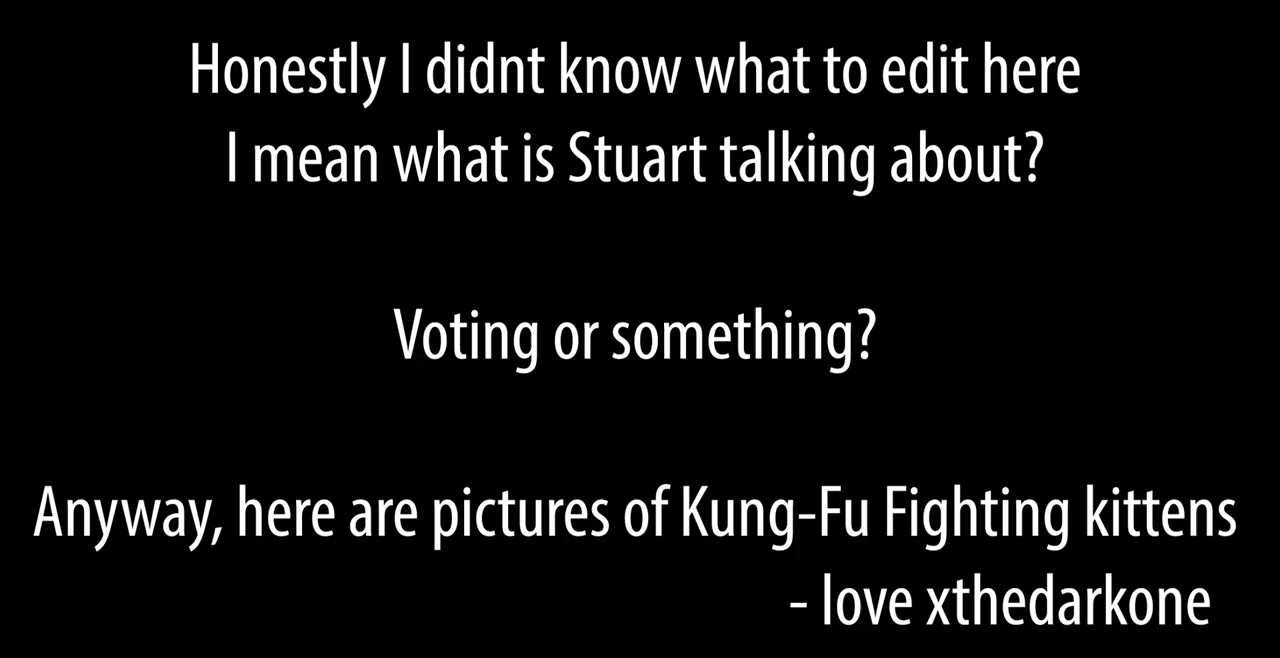 Honestly I didnt know what to edit here
I mean what is Stuart talking about?
Voting or something?
Anyway, here are pictures of Kung-Fu Fighting kittens
- love xthedarkone